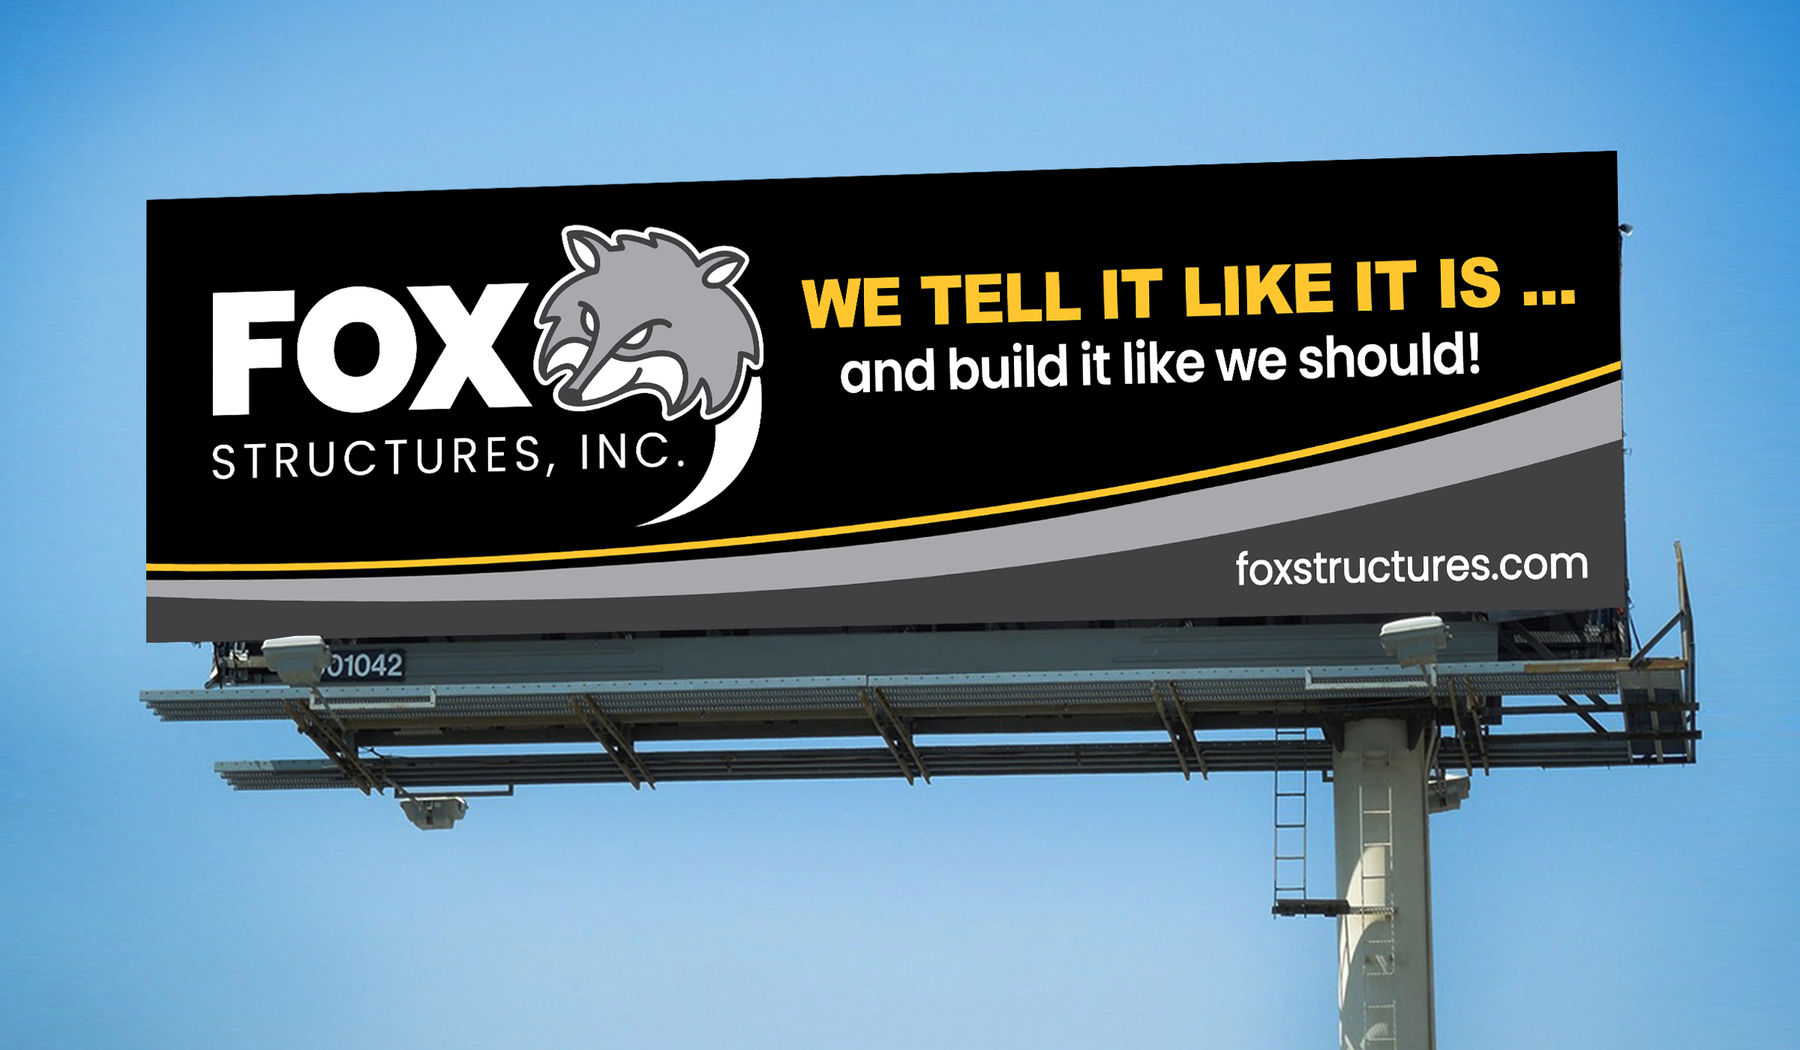 FOX
STRUCTURES, INC.
WE TELL IT LIKE IT IS ...
and build it like we should!
foxstructures.com
01042